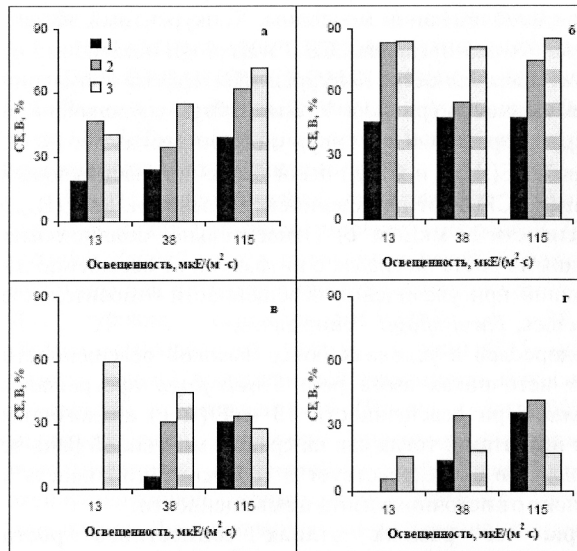 а
1
2
3
90
60
30
0
СЕ, В, %
13 38 115
Освещенность, мкЕ/(м²·с)
б
90
60
30
0
СЕ, В, %
13 38 115
Освещенность, мкЕ/(м²·с)
в
90
60
30
0
СЕ, В, %
13 38 115
Освещенность, мкЕ/(м²·с)
г
90
60
30
0
СЕ, В, %
13 38 115
Освещенность, мкЕ/(м²·с)